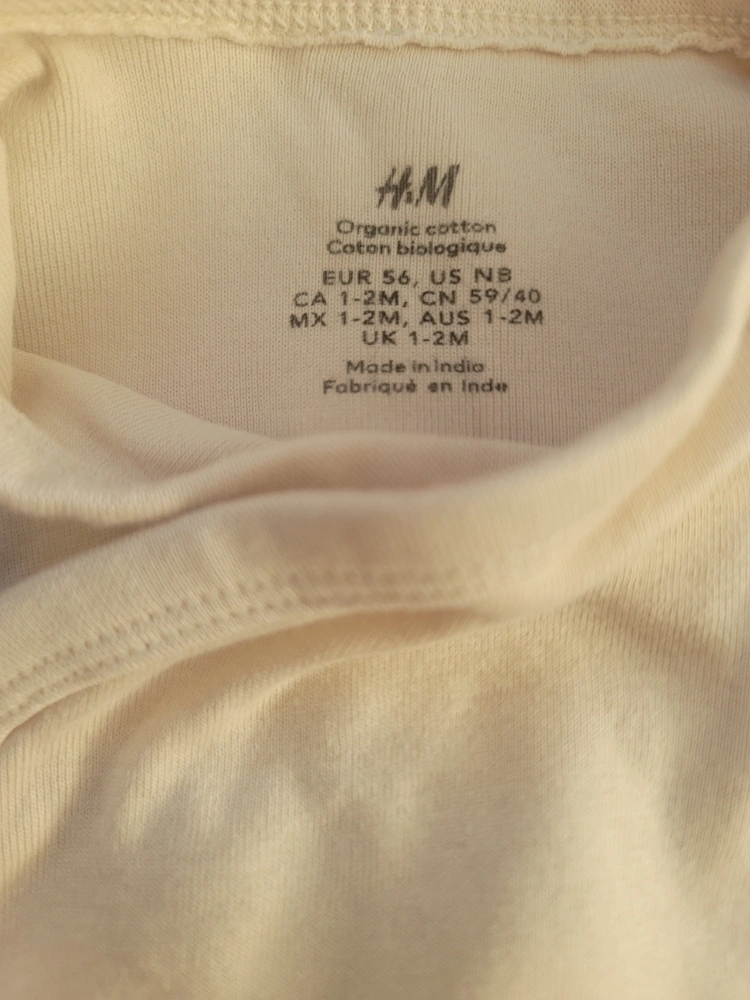 H&M
Organic cotton
Coton biologique
EUR 56, US NB
CA 1-2M, CN 59/40
MX 1-2M, AUS 1-2M
UK 1-2M
Made in India
Fabriqué en Inde